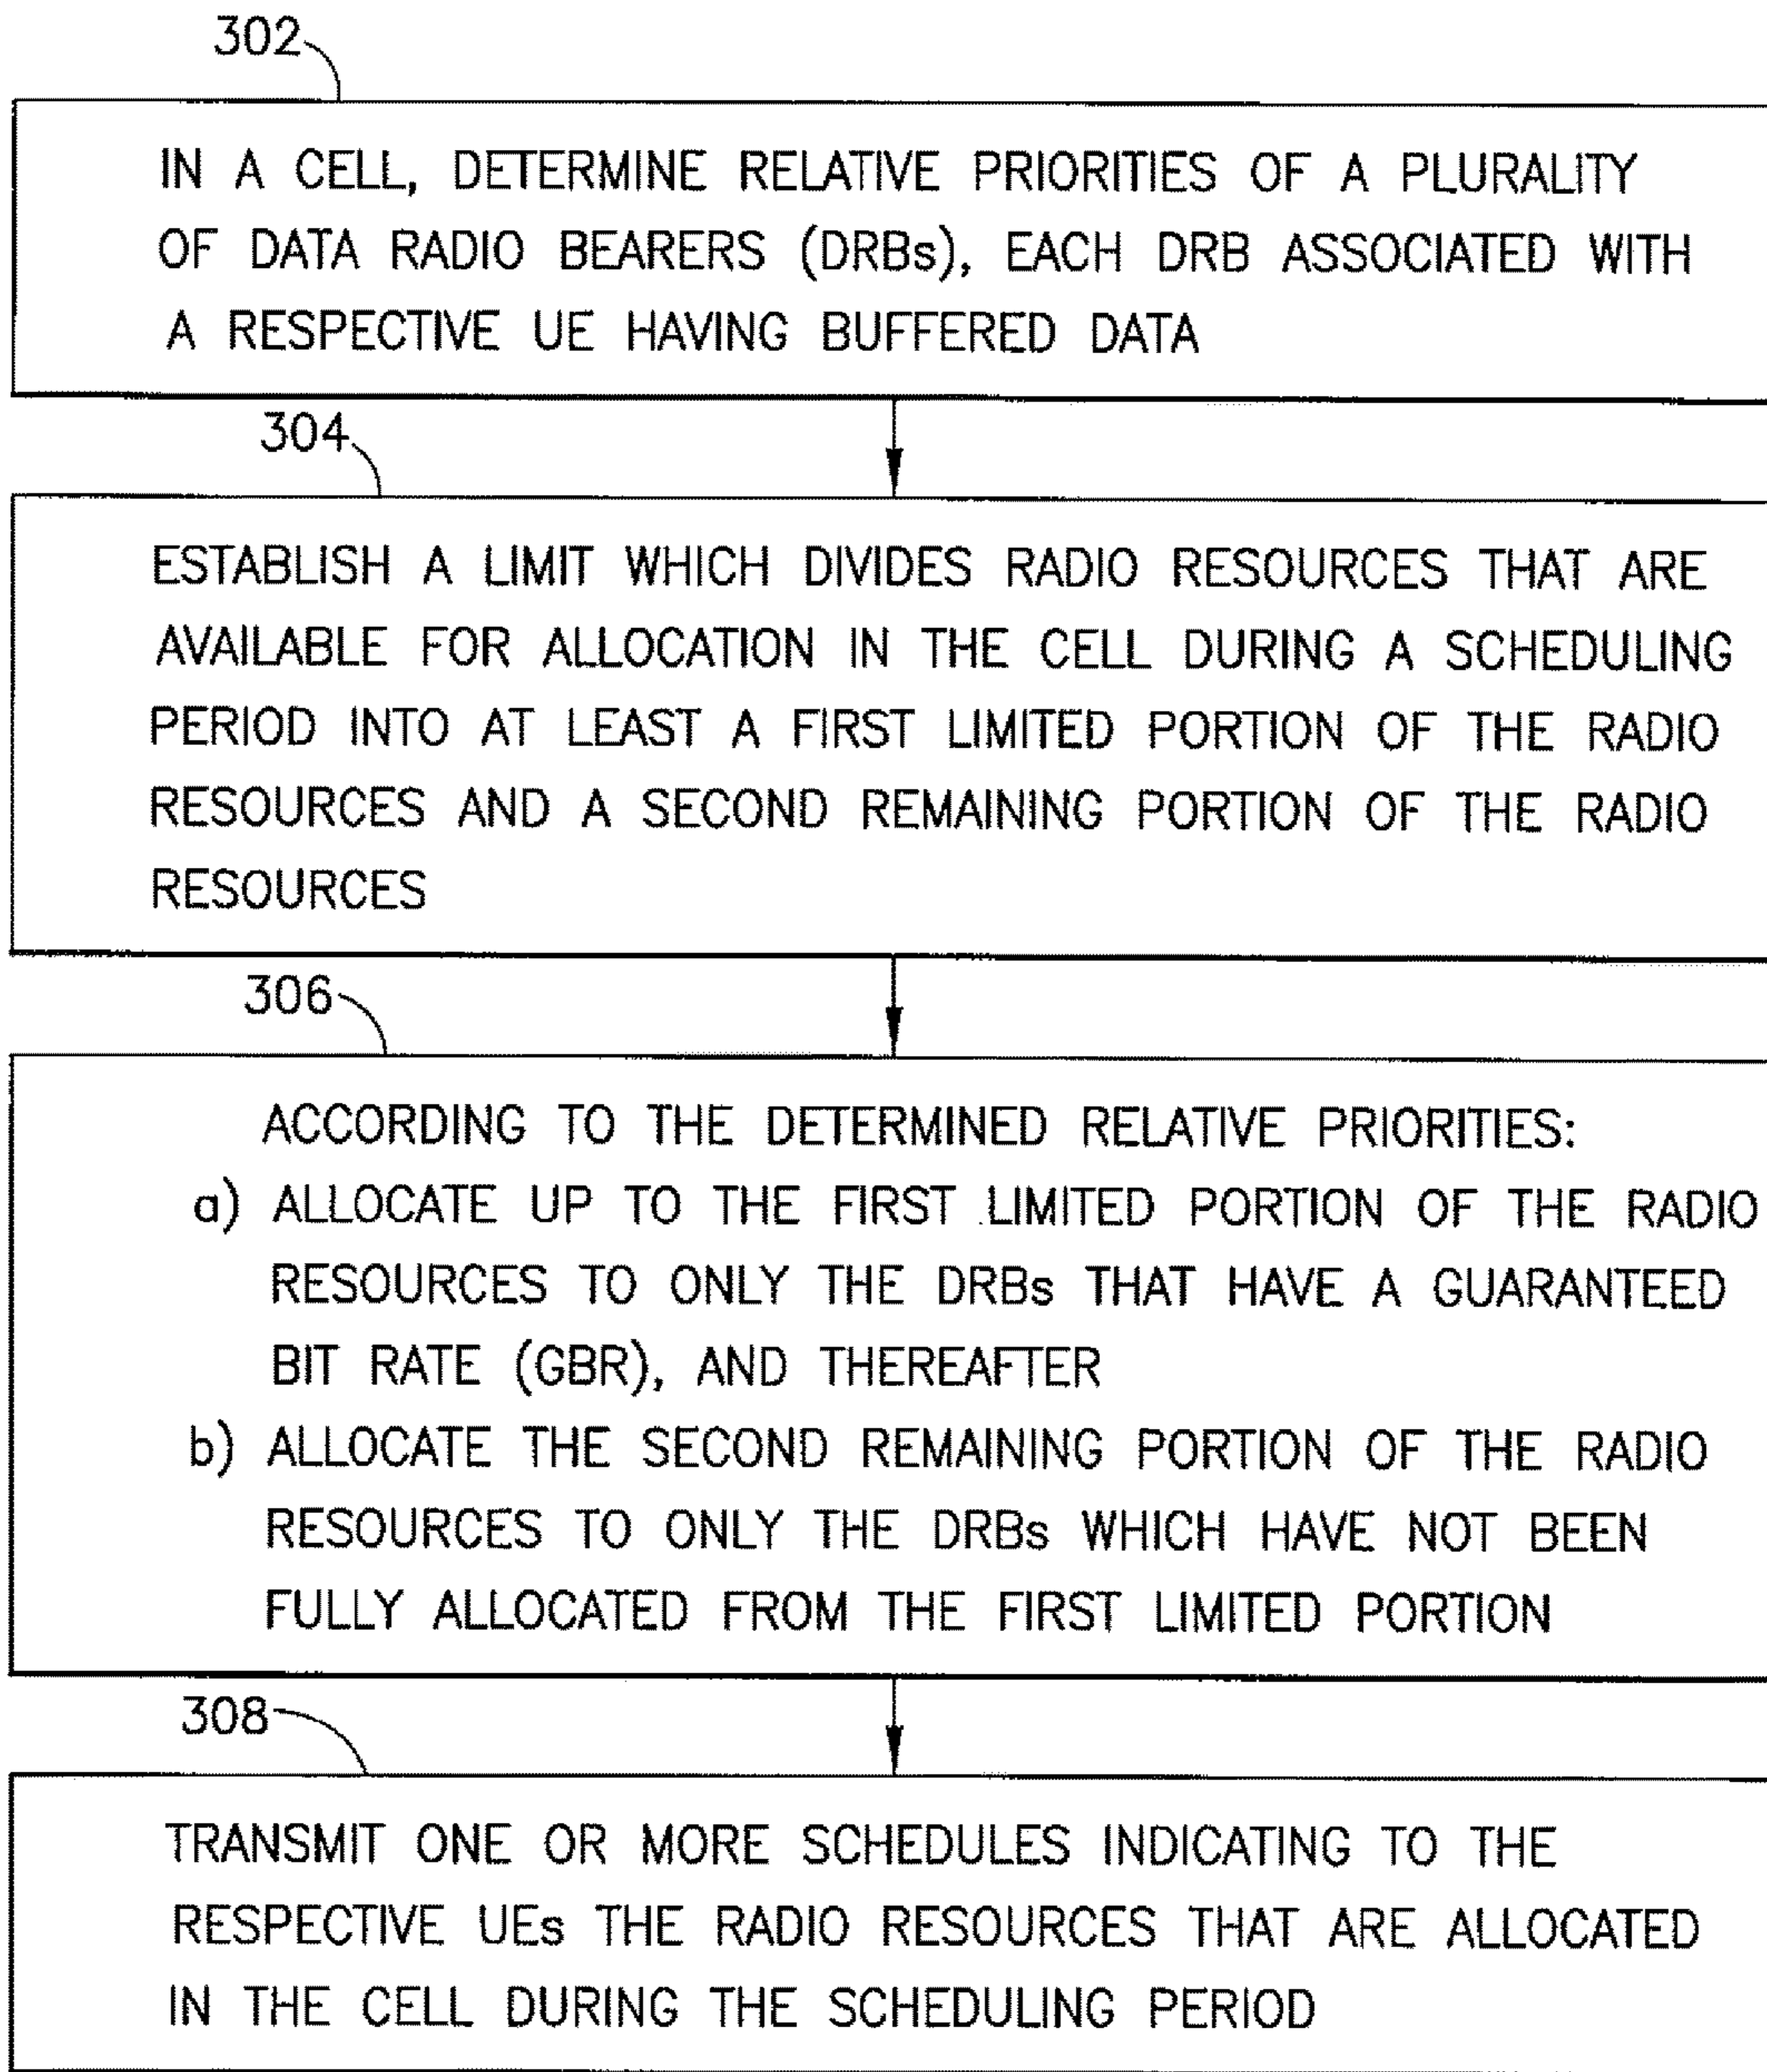 302
IN A CELL, DETERMINE RELATIVE PRIORITIES OF A PLURALITY
OF DATA RADIO BEARERS (DRBs), EACH DRB ASSOCIATED WITH
A RESPECTIVE UE HAVING BUFFERED DATA
304
ESTABLISH A LIMIT WHICH DIVIDES RADIO RESOURCES THAT ARE
AVAILABLE FOR ALLOCATION IN THE CELL DURING A SCHEDULING
PERIOD INTO AT LEAST A FIRST LIMITED PORTION OF THE RADIO
RESOURCES AND A SECOND REMAINING PORTION OF THE RADIO
RESOURCES
306
ACCORDING TO THE DETERMINED RELATIVE PRIORITIES:
a) ALLOCATE UP TO THE FIRST LIMITED PORTION OF THE RADIO
RESOURCES TO ONLY THE DRBs THAT HAVE A GUARANTEED
BIT RATE (GBR), AND THEREAFTER
b) ALLOCATE THE SECOND REMAINING PORTION OF THE RADIO
RESOURCES TO ONLY THE DRBs WHICH HAVE NOT BEEN
FULLY ALLOCATED FROM THE FIRST LIMITED PORTION
308
TRANSMIT ONE OR MORE SCHEDULES INDICATING TO THE
RESPECTIVE UEs THE RADIO RESOURCES THAT ARE ALLOCATED
IN THE CELL DURING THE SCHEDULING PERIOD